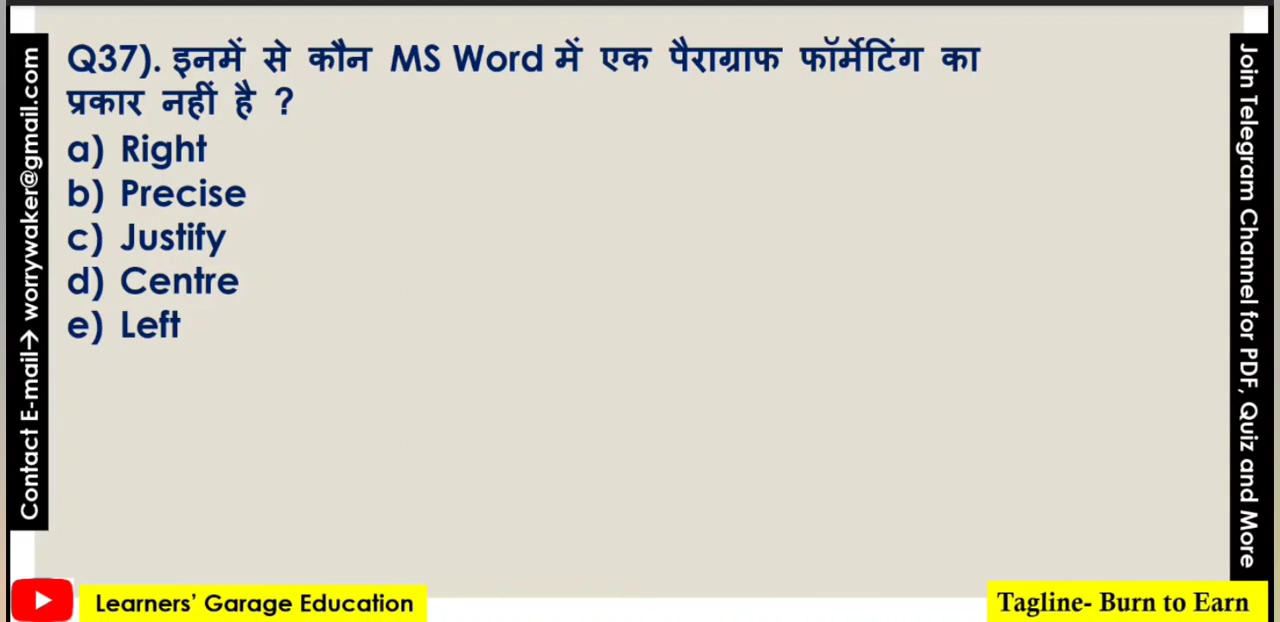 Q37). इनमें से कौन MS Word में एक पैराग्राफ फॉर्मेटिंग का
प्रकार नहीं है ?
a) Right
b) Precise
c) Justify
d) Centre
e) Left
Contact E-mail→ worrywaker@gmail.com
Join Telegram Channel for PDF, Quiz and More
Learners’ Garage Education
Tagline- Burn to Earn